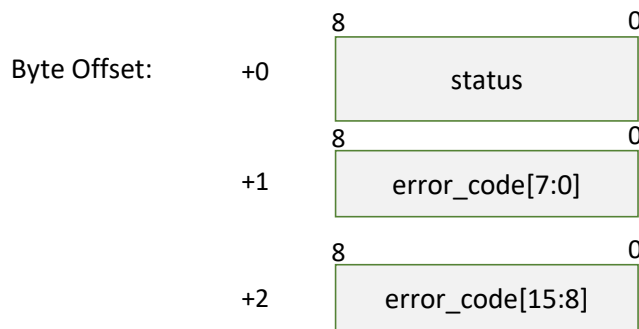 8 0
Byte Offset: +0 status
8 0
+1 error_code[7:0]
8 0
+2 error_code[15:8]